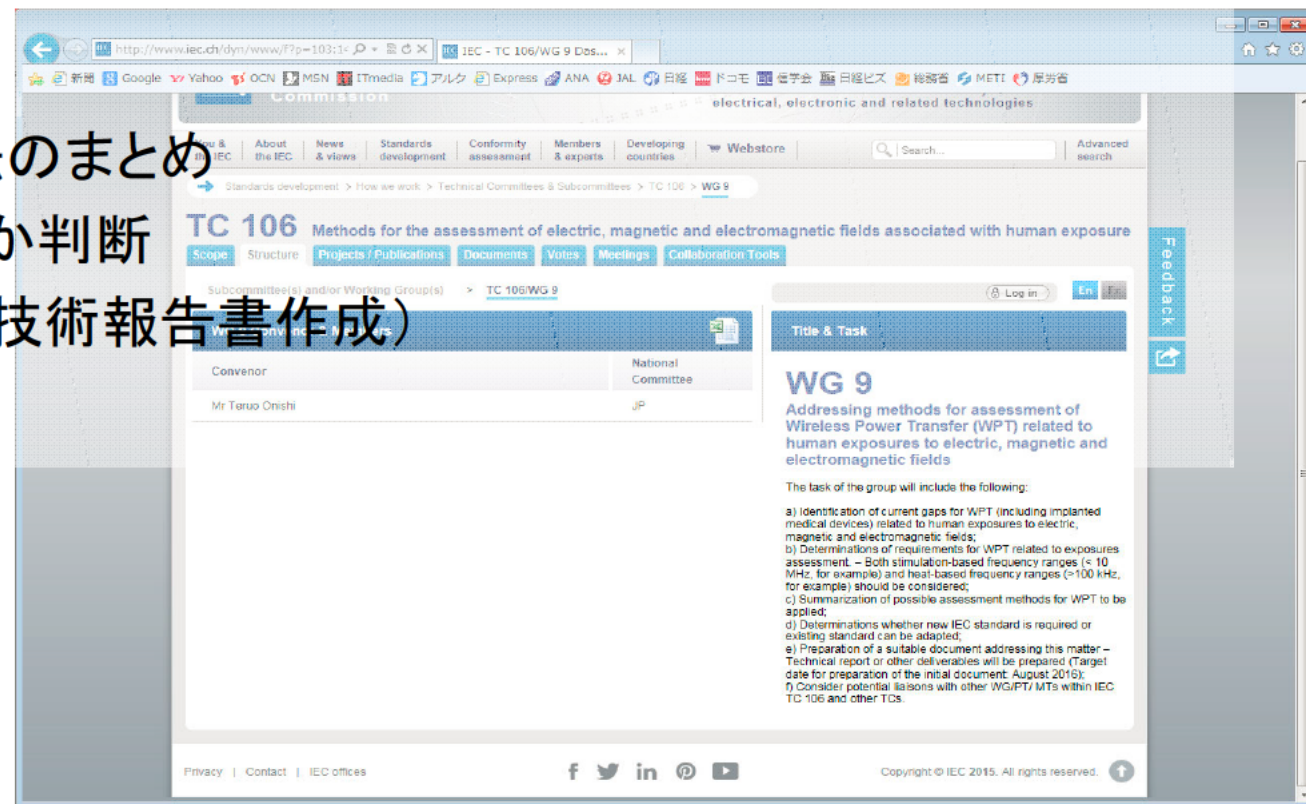 http://www.iec.ch/dyn/www/f?p=103:14
IEC - TC 106/WG 9 Das...
新聞 Google Yahoo OCN MSN ITmedia アルク Express ANA JAL 日経 ドコモ 信学会 日経ビズ 総務省 METI 厚労省
Commission
electrical, electronic and related technologies
のまとめ
You & the IEC | About the IEC | News & views | Standards development | Conformity assessment | Members & experts | Developing countries | Webstore | Search... | Advanced search
Standards development > How we work > Technical Committees & Subcommittees > TC 106 > WG 9
か判断
TC 106 Methods for the assessment of electric, magnetic and electromagnetic fields associated with human exposure
Scope Structure Projects / Publications Documents Votes Meetings Collaboration Tools
Feedback
Subcommittee(s) and/or Working Group(s) > TC 106/WG 9
Log in En Fr
技術報告書作成)
Members
Title & Task
Convenor
National
Committee
Mr Teruo Onishi
JP
WG 9
Addressing methods for assessment of
Wireless Power Transfer (WPT) related to
human exposures to electric, magnetic and
electromagnetic fields
The task of the group will include the following:
a) Identification of current gaps for WPT (including implanted
medical devices) related to human exposures to electric,
magnetic and electromagnetic fields;
b) Determinations of requirements for WPT related to exposures
assessment. – Both stimulation-based frequency ranges (< 10
MHz, for example) and heat-based frequency ranges (>100 kHz,
for example) should be considered;
c) Summarization of possible assessment methods for WPT to be
applied;
d) Determinations whether new IEC standard is required or
existing standard can be adapted;
e) Preparation of a suitable document addressing this matter –
Technical report or other deliverables will be prepared (Target
date for preparation of the initial document: August 2016);
f) Consider potential liaisons with other WG/PT/ MTs within IEC
TC 106 and other TCs.
Privacy | Contact | IEC offices
Copyright © IEC 2015. All rights reserved.